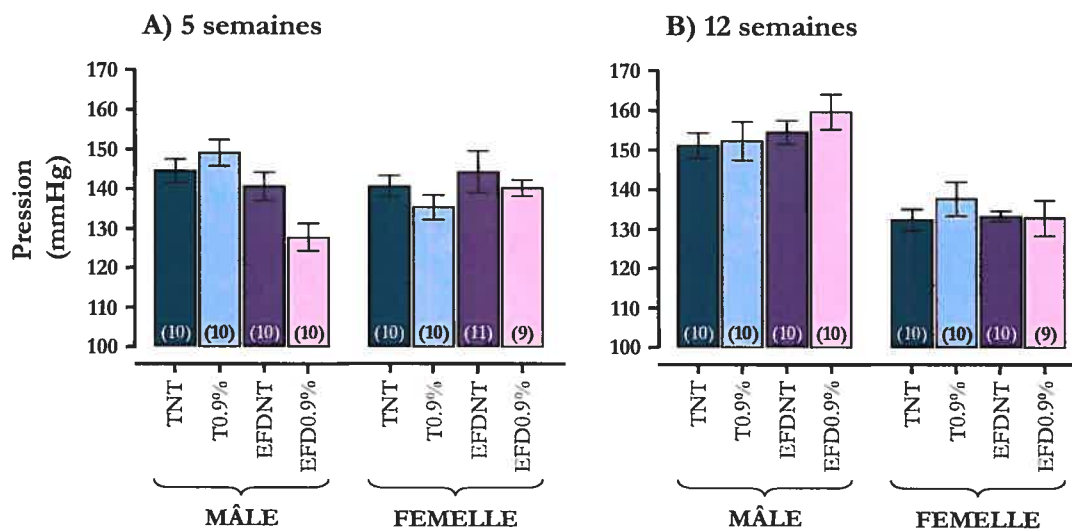 A) 5 semaines
Pression
(mmHg)
170
160
150
140
130
120
110
100
(10)
(10)
(10)
(10)
(10)
(10)
(11)
(9)
TNT
T0.9%
EFDNT
EFD0.9%
TNT
T0.9%
EFDNT
EFD0.9%
MÂLE
FEMELLE
B) 12 semaines
170
160
150
140
130
120
110
100
(10)
(10)
(10)
(10)
(10)
(10)
(10)
(9)
TNT
T0.9%
EFDNT
EFD0.9%
TNT
T0.9%
EFDNT
EFD0.9%
MÂLE
FEMELLE